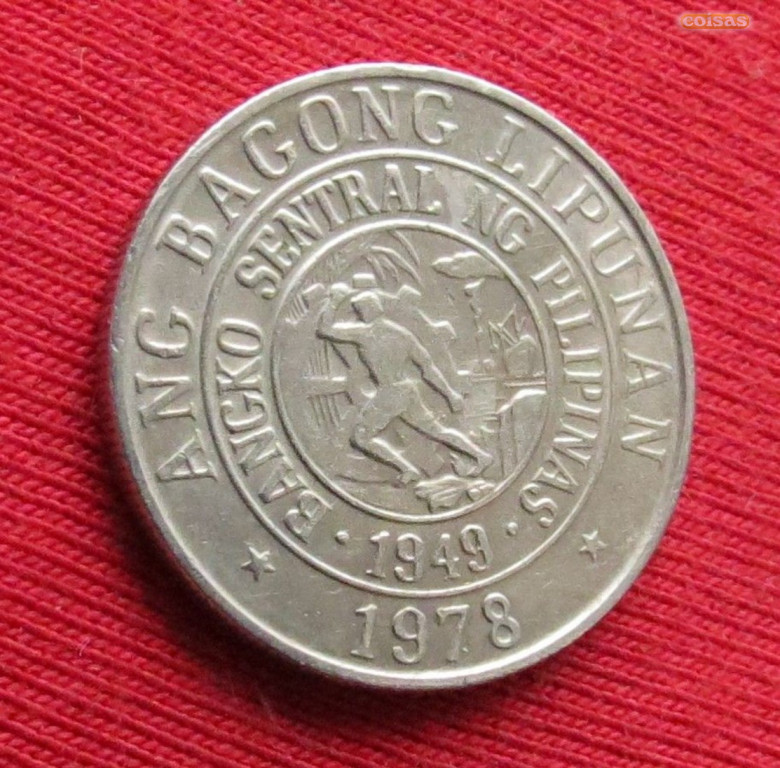 coisas
ANG BAGONG LIPUNAN
BANGKO SENTRAL NG PILIPINAS
· 1949 ·
★ 1978 ★